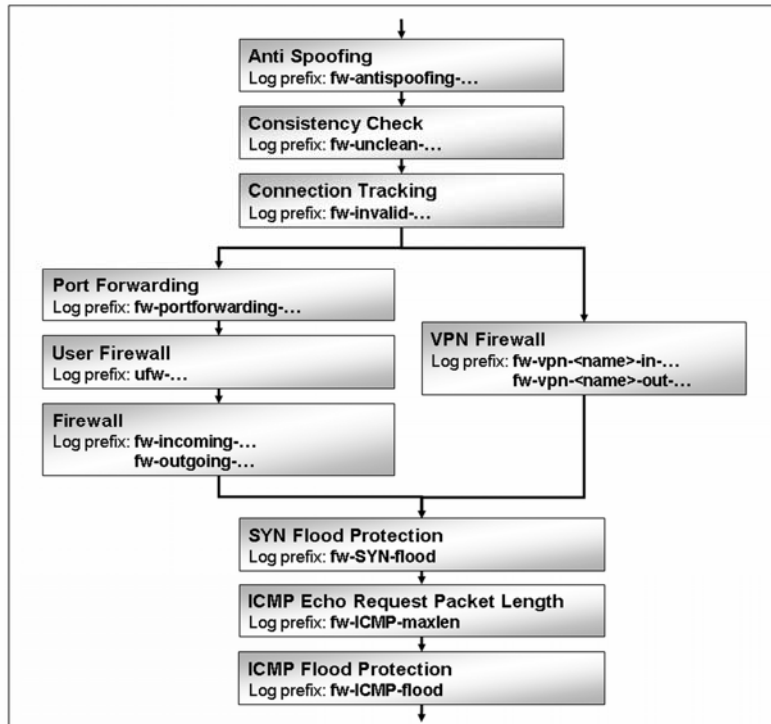 Anti Spoofing
Log prefix: fw-antispoofing-...
Consistency Check
Log prefix: fw-unclean-...
Connection Tracking
Log prefix: fw-invalid-...
Port Forwarding
Log prefix: fw-portforwarding-...
User Firewall
Log prefix: ufw-...
Firewall
Log prefix: fw-incoming-...
fw-outgoing-...
VPN Firewall
Log prefix: fw-vpn-<name>-in-...
fw-vpn-<name>-out-...
SYN Flood Protection
Log prefix: fw-SYN-flood
ICMP Echo Request Packet Length
Log prefix: fw-ICMP-maxlen
ICMP Flood Protection
Log prefix: fw-ICMP-flood